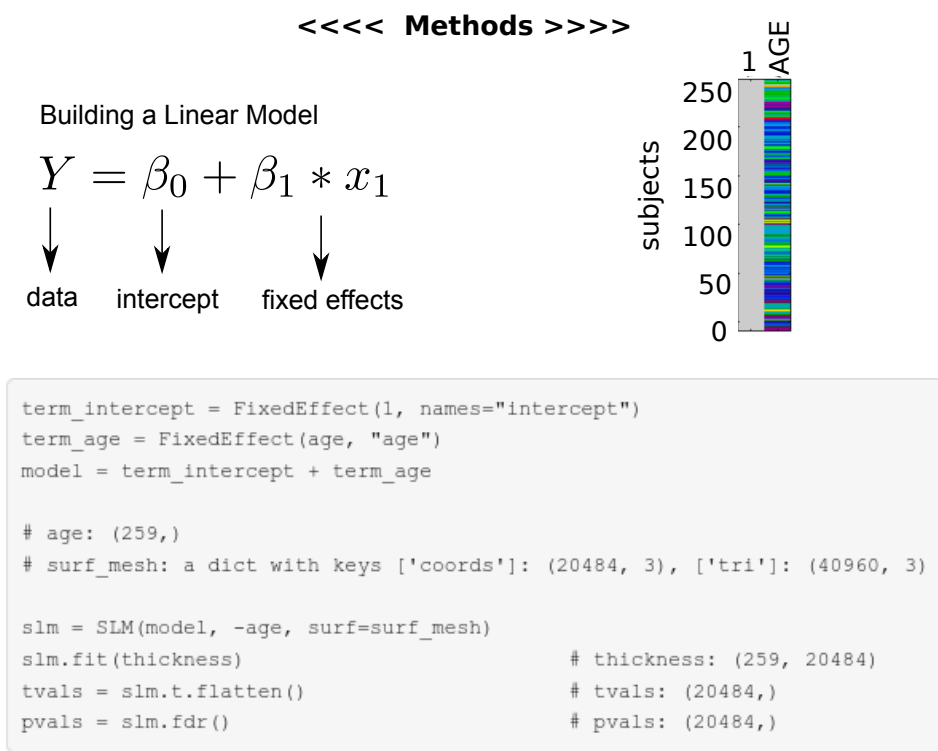 <<<< Methods >>>>
Building a Linear Model
Y = β₀ + β₁ * x₁
data intercept fixed effects
1 AGE
subjects
250
200
150
100
50
0
term_intercept = FixedEffect(1, names="intercept")
term_age = FixedEffect(age, "age")
model = term_intercept + term_age
# age: (259,)
# surf_mesh: a dict with keys ['coords']: (20484, 3), ['tri']: (40960, 3)
slm = SLM(model, -age, surf=surf_mesh)
slm.fit(thickness) # thickness: (259, 20484)
tvals = slm.t.flatten() # tvals: (20484,)
pvals = slm.fdr() # pvals: (20484,)